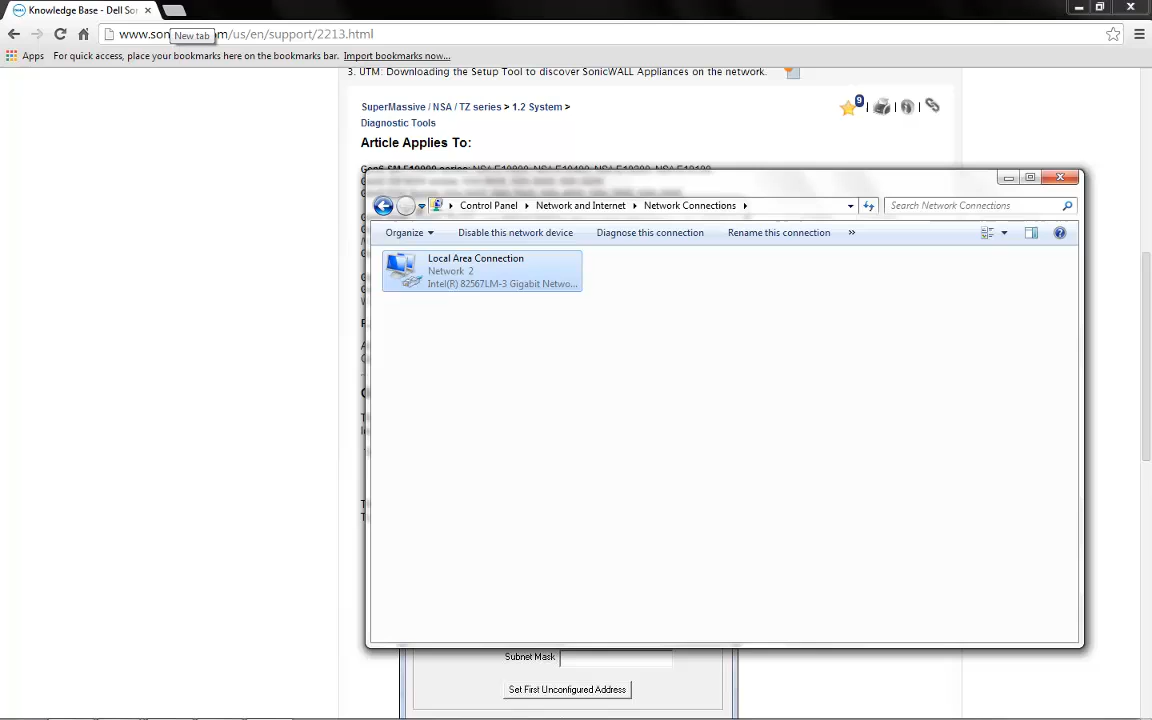 Knowledge Base - Dell Sor
www.son
m/us/en/support/2213.html
New tab
Apps For quick access, place your bookmarks here on the bookmarks bar. Import bookmarks now...
3. UTM: Downloading the Setup Tool to discover SonicWALL Appliances on the network.
SuperMassive / NSA / TZ series > 1.2 System >
Diagnostic Tools
9
Article Applies To:
Control Panel Network and Internet Network Connections
Search Network Connections
Organize Disable this network device Diagnose this connection Rename this connection »
Local Area Connection
Network 2
Intel(R) 82567LM-3 Gigabit Netwo...
Subnet Mask
Set First Unconfigured Address